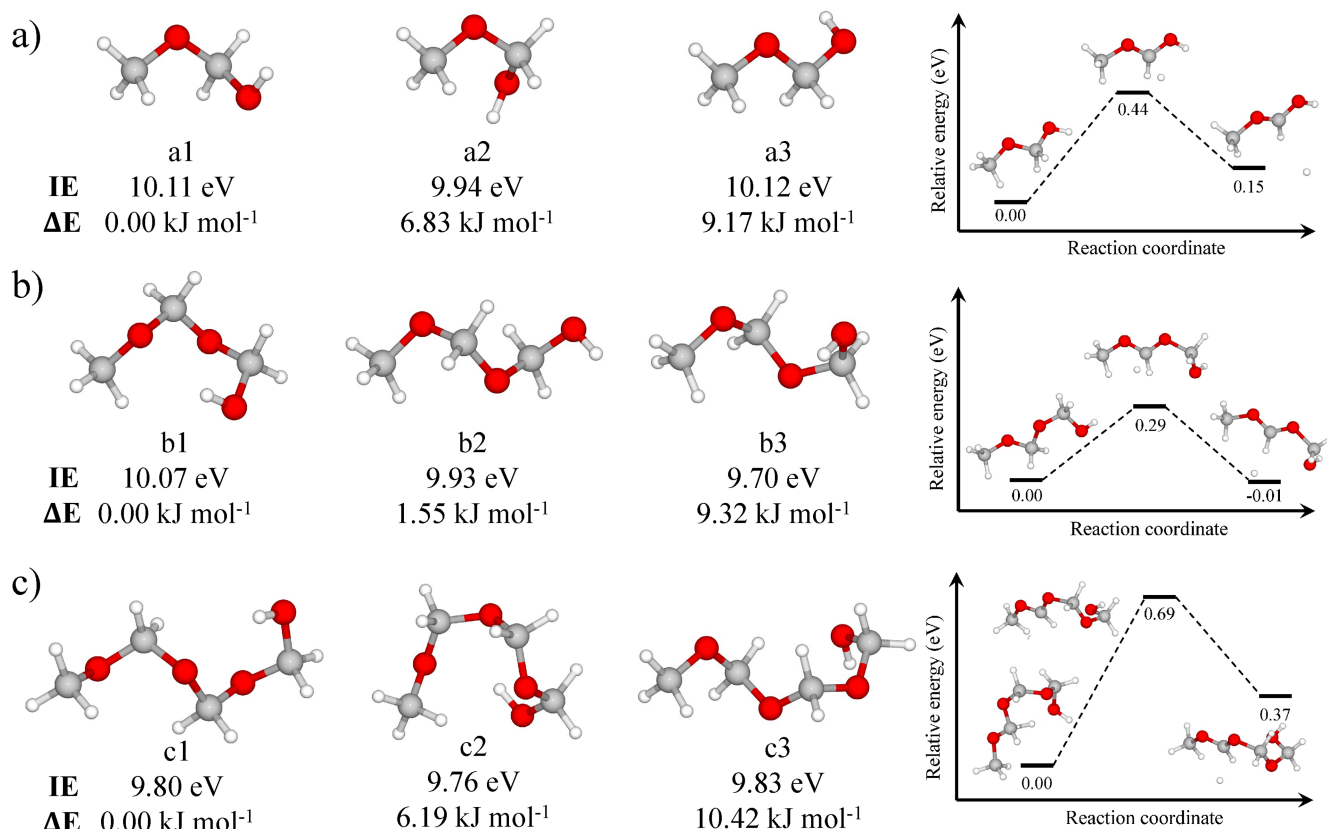 a)
a1 a2 a3
IE 10.11 eV 9.94 eV 10.12 eV
ΔE 0.00 kJ mol⁻¹ 6.83 kJ mol⁻¹ 9.17 kJ mol⁻¹
Relative energy (eV)
0.00
0.44
0.15
Reaction coordinate
b)
b1 b2 b3
IE 10.07 eV 9.93 eV 9.70 eV
ΔE 0.00 kJ mol⁻¹ 1.55 kJ mol⁻¹ 9.32 kJ mol⁻¹
Relative energy (eV)
0.00
0.29
-0.01
Reaction coordinate
c)
c1 c2 c3
IE 9.80 eV 9.76 eV 9.83 eV
ΔE 0.00 kJ mol⁻¹ 6.19 kJ mol⁻¹ 10.42 kJ mol⁻¹
Relative energy (eV)
0.00
0.69
0.37
Reaction coordinate